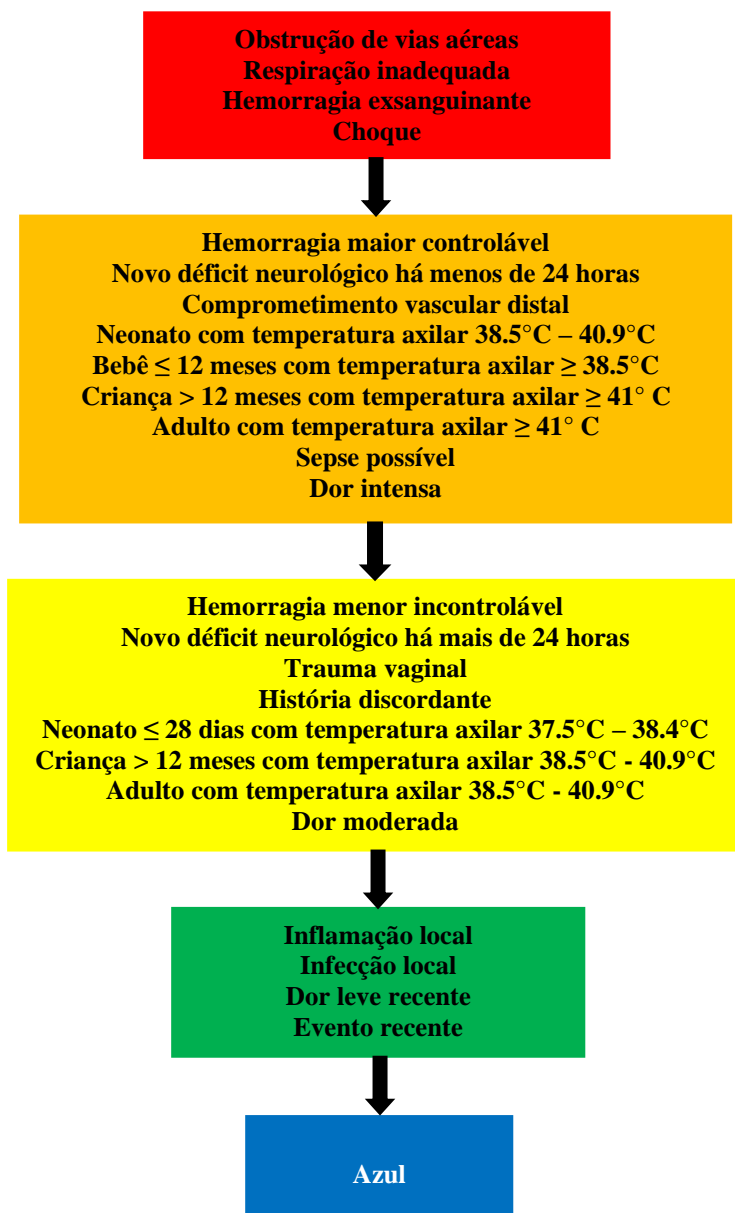 Obstrução de vias aéreas
Respiração inadequada
Hemorragia exsanguinante
Choque
Hemorragia maior controlável
Novo déficit neurológico há menos de 24 horas
Comprometimento vascular distal
Neonato com temperatura axilar 38.5°C – 40.9°C
Bebê ≤ 12 meses com temperatura axilar ≥ 38.5°C
Criança > 12 meses com temperatura axilar ≥ 41° C
Adulto com temperatura axilar ≥ 41° C
Sepse possível
Dor intensa
Hemorragia menor incontrolável
Novo déficit neurológico há mais de 24 horas
Trauma vaginal
História discordante
Neonato ≤ 28 dias com temperatura axilar 37.5°C – 38.4°C
Criança > 12 meses com temperatura axilar 38.5°C - 40.9°C
Adulto com temperatura axilar 38.5°C - 40.9°C
Dor moderada
Inflamação local
Infecção local
Dor leve recente
Evento recente
Azul